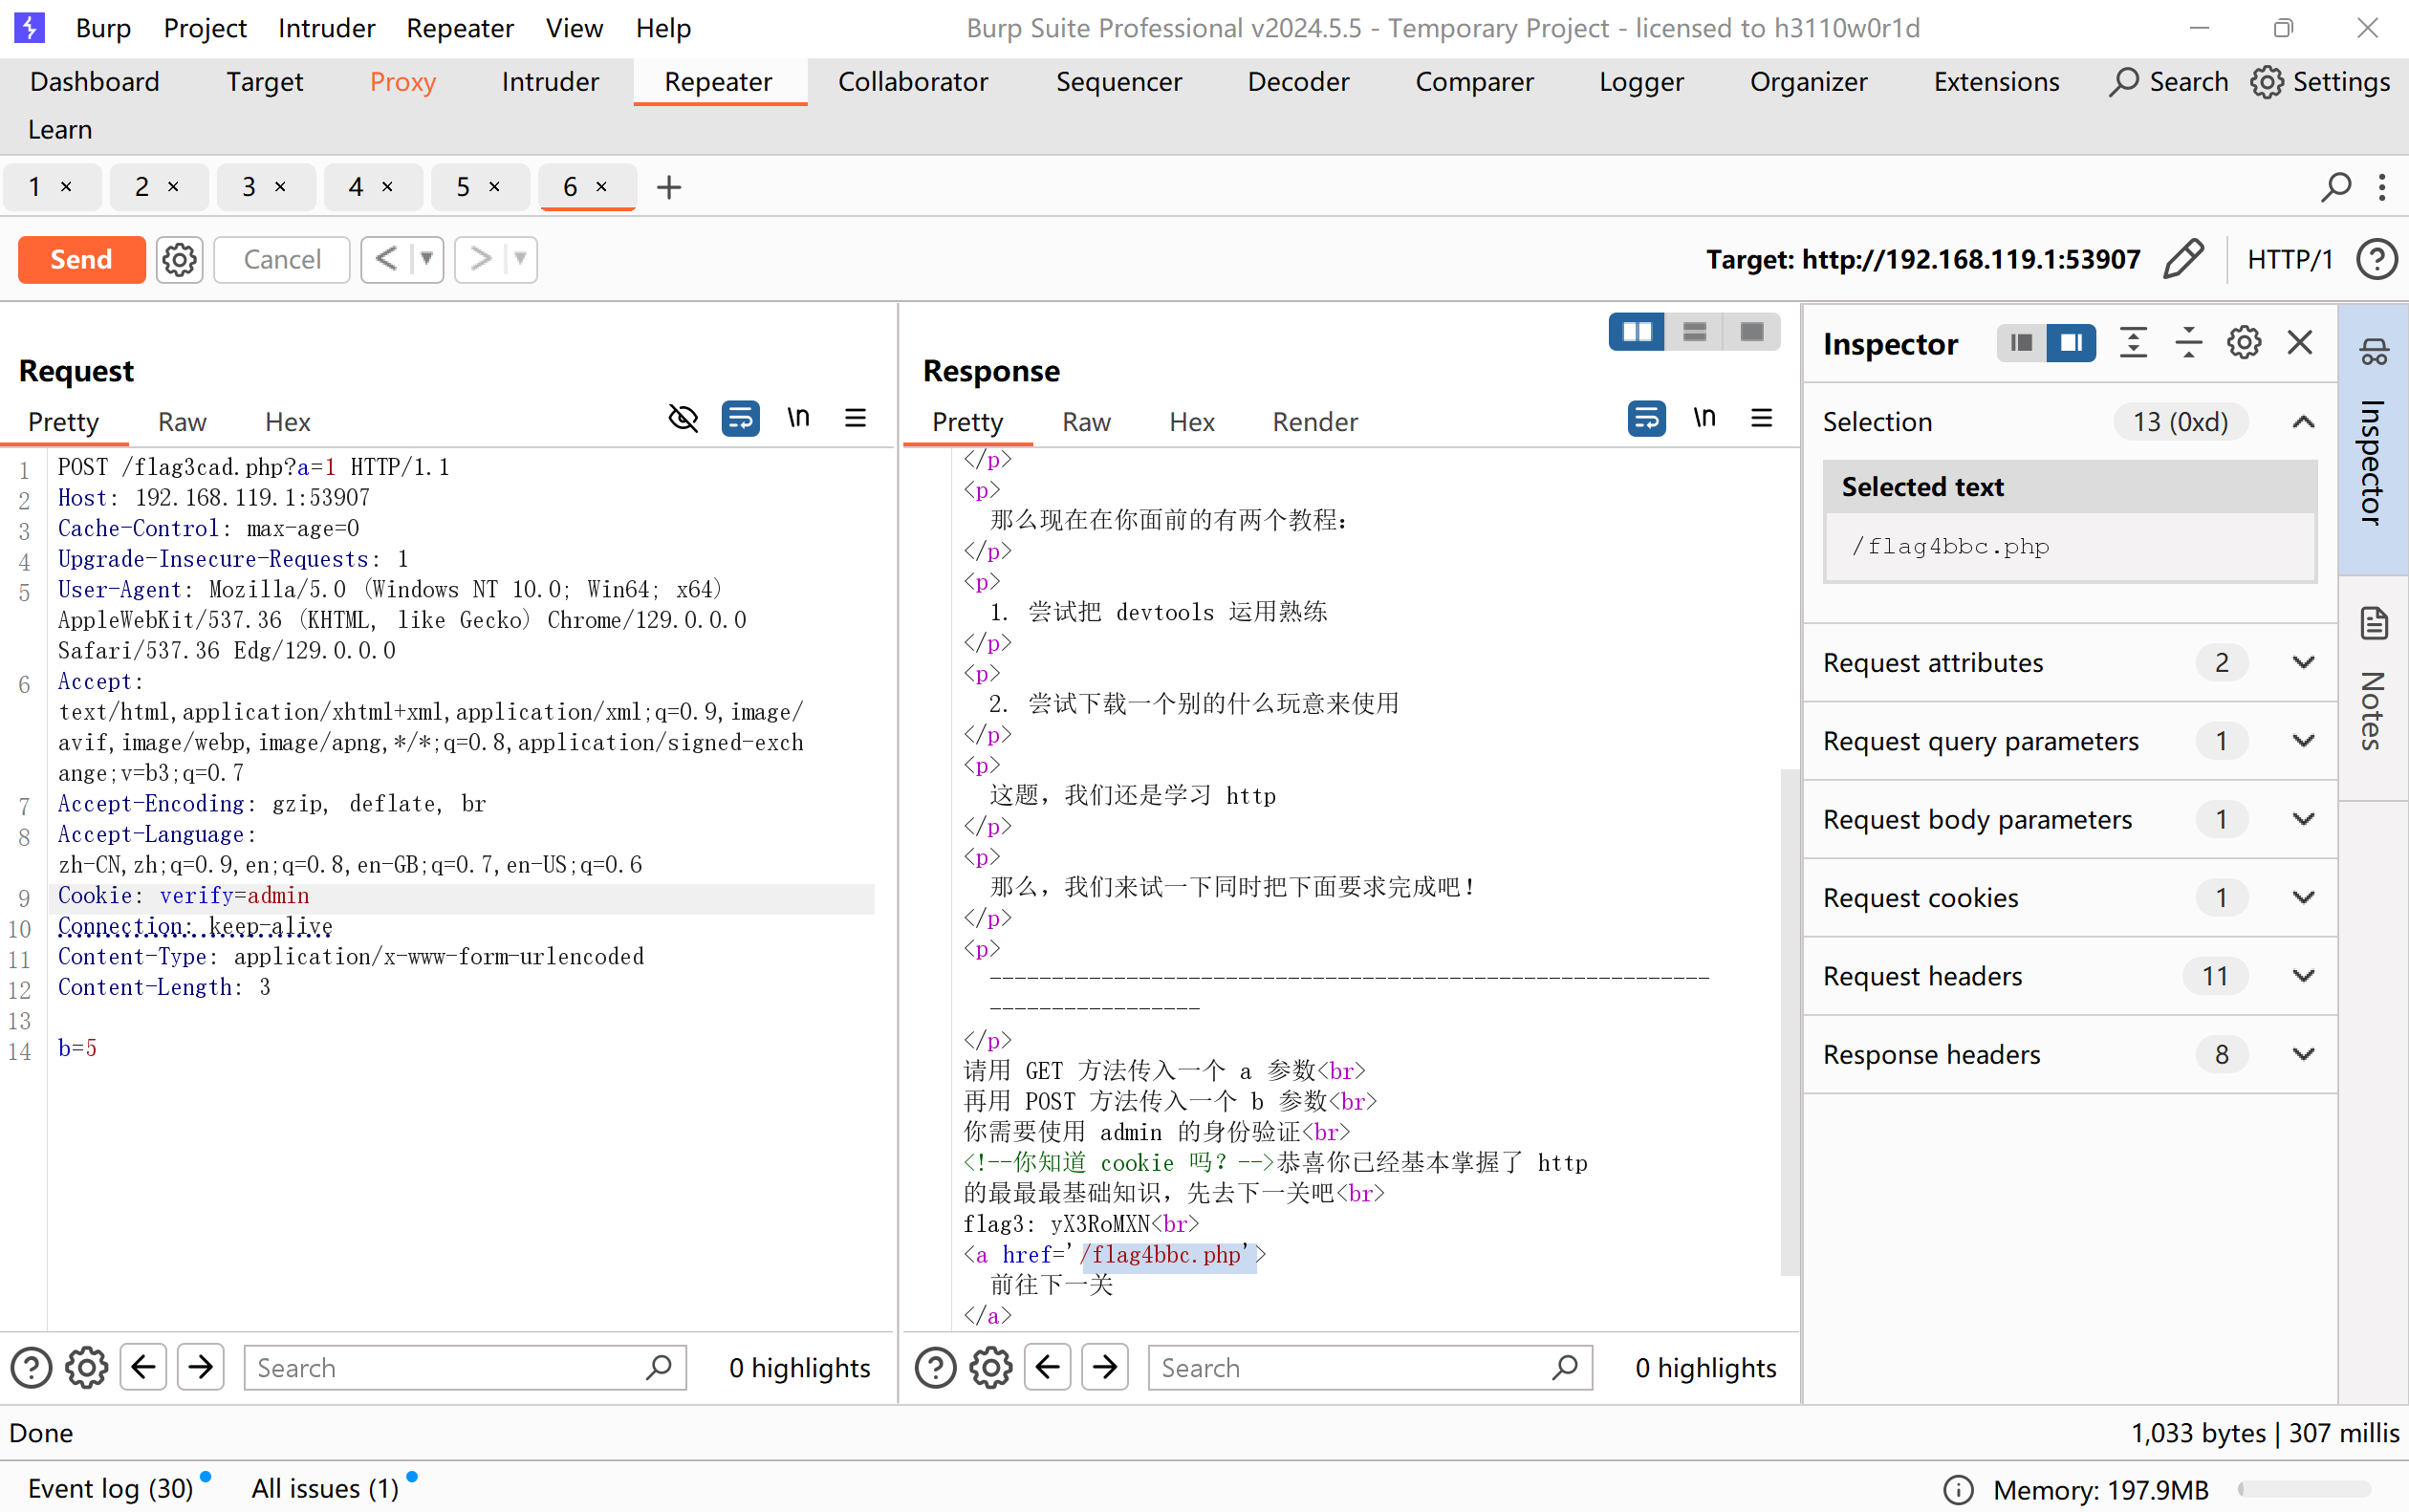 Burp Project Intruder Repeater View Help Burp Suite Professional v2024.5.5 - Temporary Project - licensed to h3110w0r1d
Dashboard Target Proxy Intruder Repeater Collaborator Sequencer Decoder Comparer Logger Organizer Extensions Search Settings
Learn
1 × 2 × 3 × 4 × 5 × 6 × +
Send Cancel < > Target: http://192.168.119.1:53907 HTTP/1
Request
Pretty Raw Hex \n
1 POST /flag3cad.php?a=1 HTTP/1.1
2 Host: 192.168.119.1:53907
3 Cache-Control: max-age=0
4 Upgrade-Insecure-Requests: 1
5 User-Agent: Mozilla/5.0 (Windows NT 10.0; Win64; x64)
AppleWebKit/537.36 (KHTML, like Gecko) Chrome/129.0.0.0
Safari/537.36 Edg/129.0.0.0
6 Accept:
text/html,application/xhtml+xml,application/xml;q=0.9,image/
avif,image/webp,image/apng,*/*;q=0.8,application/signed-exch
ange;v=b3;q=0.7
7 Accept-Encoding: gzip, deflate, br
8 Accept-Language:
zh-CN,zh;q=0.9,en;q=0.8,en-GB;q=0.7,en-US;q=0.6
9 Cookie: verify=admin
10 Connection: keep-alive
11 Content-Type: application/x-www-form-urlencoded
12 Content-Length: 3
13
14 b=5
Search 0 highlights
Response
Pretty Raw Hex Render \n
</p>
<p>
那么现在在你面前的有两个教程:
</p>
<p>
1. 尝试把 devtools 运用熟练
</p>
<p>
2. 尝试下载一个别的什么玩意来使用
</p>
<p>
这题，我们还是学习 http
</p>
<p>
那么，我们来试一下同时把下面要求完成吧！
</p>
<p>
----------------------------------------------------------
-----------------
</p>
请用 GET 方法传入一个 a 参数<br>
再用 POST 方法传入一个 b 参数<br>
你需要使用 admin 的身份验证<br>
<!--你知道 cookie 吗？-->恭喜你已经基本掌握了 http
的最最最基础知识，先去下一关吧<br>
flag3: yX3RoMXN<br>
<a href='/flag4bbc.php'>
前往下一关
</a>
Search 0 highlights
Inspector
Selection 13 (0xd)
Selected text
/flag4bbc.php
Request attributes 2
Request query parameters 1
Request body parameters 1
Request cookies 1
Request headers 11
Response headers 8
Inspector
Notes
Done 1,033 bytes | 307 millis
Event log (30) All issues (1) Memory: 197.9MB